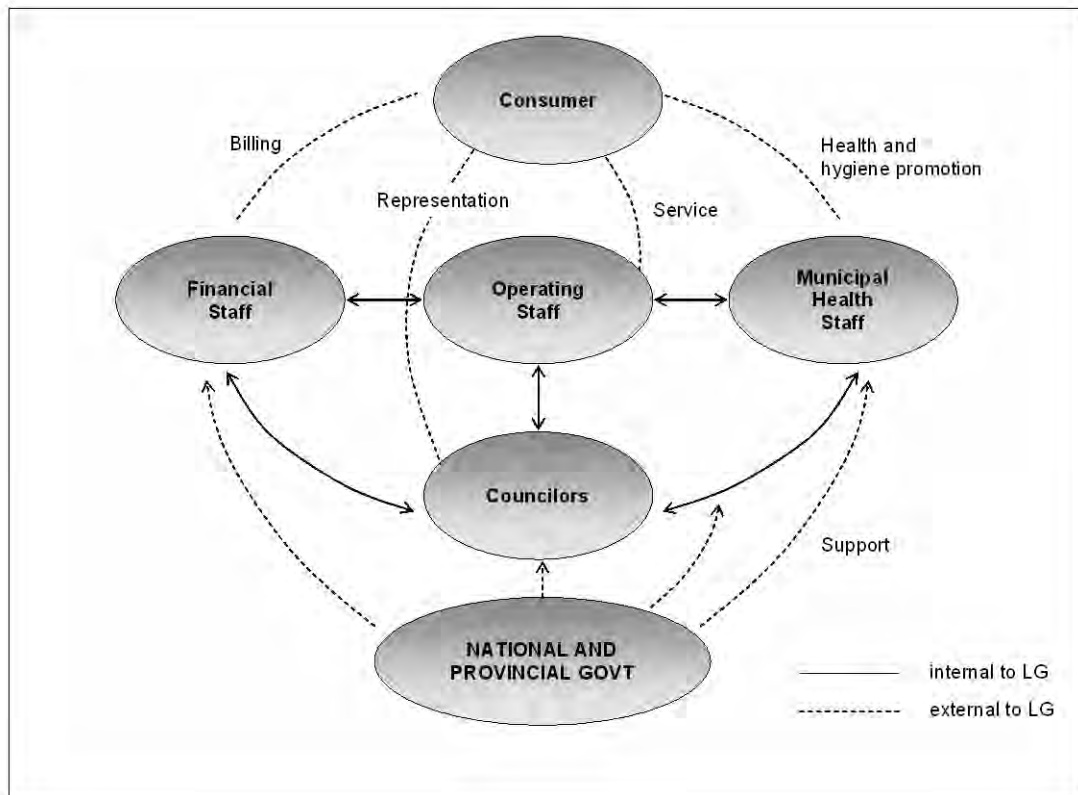 Consumer
Billing
Health and
hygiene promotion
Representation
Service
Financial
Staff
Operating
Staff
Municipal
Health
Staff
Councilors
Support
NATIONAL AND
PROVINCIAL GOVT
internal to LG
external to LG